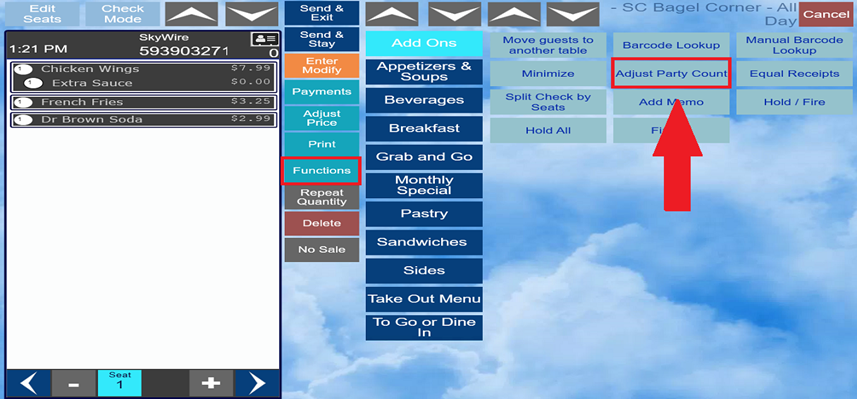 Edit
Seats
Check
Mode
Send &
Exit
- SC Bagel Corner - All
Day
Cancel
SkyWire
1:21 PM
593903271
0
Chicken Wings $7.99
1
Extra Sauce $0.00
1
French Fries $3.25
1
Dr Brown Soda $2.99
1
Seat
1
-
+
Send &
Stay
Enter
Modify
Payments
Adjust
Price
Print
Functions
Repeat
Quantity
Delete
No Sale
Add Ons
Appetizers &
Soups
Beverages
Breakfast
Grab and Go
Monthly
Special
Pastry
Sandwiches
Sides
Take Out Menu
To Go or Dine
In
Move guests to
another table
Barcode Lookup
Manual Barcode
Lookup
Minimize
Adjust Party Count
Equal Receipts
Split Check by
Seats
Add Memo
Hold / Fire
Hold All